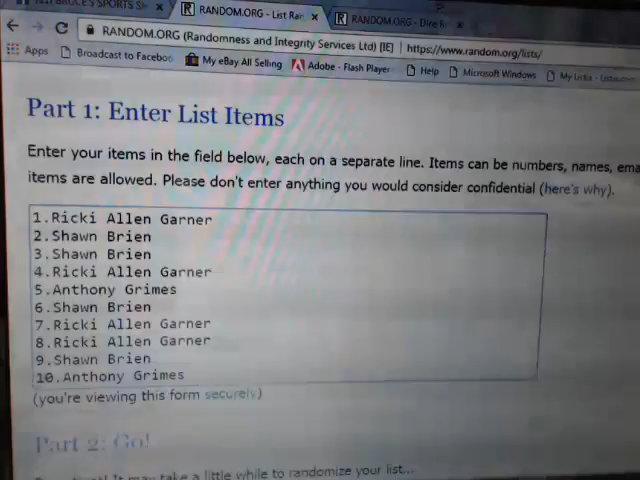 RANDOM.ORG - List Ran
RANDOM.ORG - Dice
RANDOM.ORG (Randomness and Integrity Services Ltd) [IE] https://www.random.org/lists/
Apps Broadcast to Faceboo My eBay All Selling Adobe - Flash Player Help Microsoft Windows
Part 1: Enter List Items
Enter your items in the field below, each on a separate line. Items can be numbers, names, ema
items are allowed. Please don't enter anything you would consider confidential (here's why).
1.Ricki Allen Garner
2.Shawn Brien
3.Shawn Brien
4.Ricki Allen Garner
5.Anthony Grimes
6.Shawn Brien
7.Ricki Allen Garner
8.Ricki Allen Garner
9.Shawn Brien
10.Anthony Grimes
(you're viewing this form securely)
Part 2: Go!
It may take a little while to randomize your list...